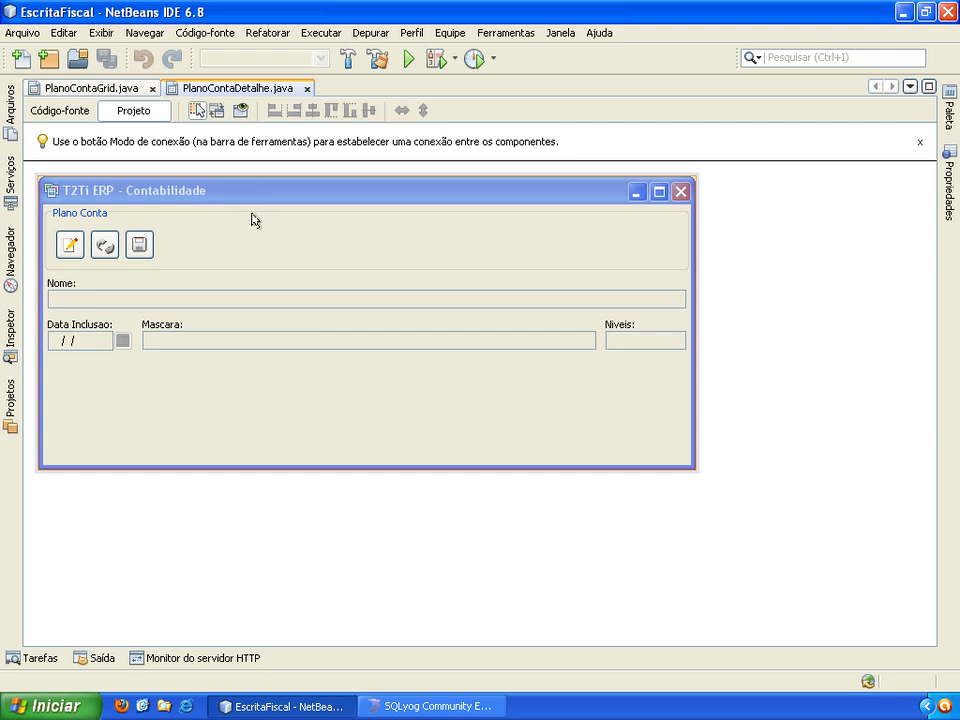 EscritaFiscal - NetBeans IDE 6.8
Arquivo Editar Exibir Navegar Código-fonte Refatorar Executar Depurar Perfil Equipe Ferramentas Janela Ajuda
Pesquisar (Ctrl+I)
PlanoContaGrid.java x PlanoContaDetalhe.java x
Código-fonte Projeto
Use o botão Modo de conexão (na barra de ferramentas) para estabelecer uma conexão entre os componentes. x
Arquivos
Serviços
Navegador
Inspetor
Projetos
Paleta
Propriedades
T2Ti ERP - Contabilidade
Plano Conta
Nome:
Data Inclusao: Mascara: Niveis:
/ /
Tarefas Saída Monitor do servidor HTTP
Iniciar EscritaFiscal - NetBea... SQLyog Community E...